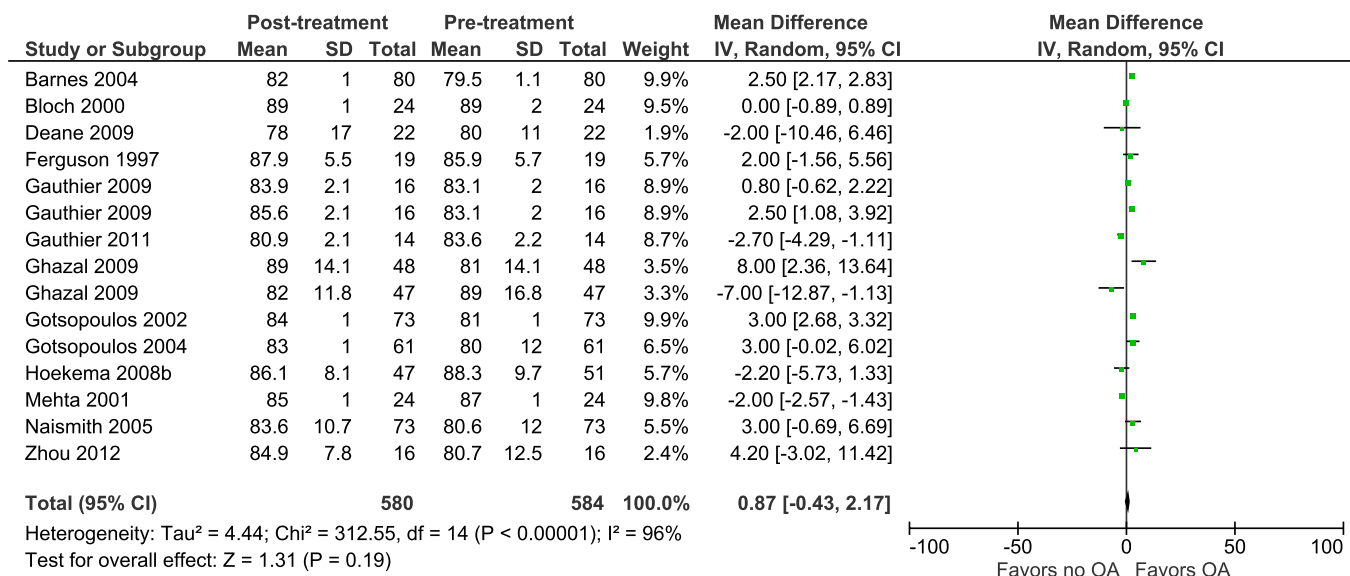 Post-treatment Pre-treatment Mean Difference Mean Difference
Study or Subgroup Mean SD Total Mean SD Total Weight IV, Random, 95% CI IV, Random, 95% CI
Barnes 2004 82 1 80 79.5 1.1 80 9.9% 2.50 [2.17, 2.83]
Bloch 2000 89 1 24 89 2 24 9.5% 0.00 [-0.89, 0.89]
Deane 2009 78 17 22 80 11 22 1.9% -2.00 [-10.46, 6.46]
Ferguson 1997 87.9 5.5 19 85.9 5.7 19 5.7% 2.00 [-1.56, 5.56]
Gauthier 2009 83.9 2.1 16 83.1 2 16 8.9% 0.80 [-0.62, 2.22]
Gauthier 2009 85.6 2.1 16 83.1 2 16 8.9% 2.50 [1.08, 3.92]
Gauthier 2011 80.9 2.1 14 83.6 2.2 14 8.7% -2.70 [-4.29, -1.11]
Ghazal 2009 89 14.1 48 81 14.1 48 3.5% 8.00 [2.36, 13.64]
Ghazal 2009 82 11.8 47 89 16.8 47 3.3% -7.00 [-12.87, -1.13]
Gotsopoulos 2002 84 1 73 81 1 73 9.9% 3.00 [2.68, 3.32]
Gotsopoulos 2004 83 1 61 80 12 61 6.5% 3.00 [-0.02, 6.02]
Hoekema 2008b 86.1 8.1 47 88.3 9.7 51 5.7% -2.20 [-5.73, 1.33]
Mehta 2001 85 1 24 87 1 24 9.8% -2.00 [-2.57, -1.43]
Naismith 2005 83.6 10.7 73 80.6 12 73 5.5% 3.00 [-0.69, 6.69]
Zhou 2012 84.9 7.8 16 80.7 12.5 16 2.4% 4.20 [-3.02, 11.42]
Total (95% CI) 580 584 100.0% 0.87 [-0.43, 2.17]
Heterogeneity: Tau² = 4.44; Chi² = 312.55, df = 14 (P < 0.00001); I² = 96%
Test for overall effect: Z = 1.31 (P = 0.19)
-100 -50 0 50 100
Favors no OA Favors OA